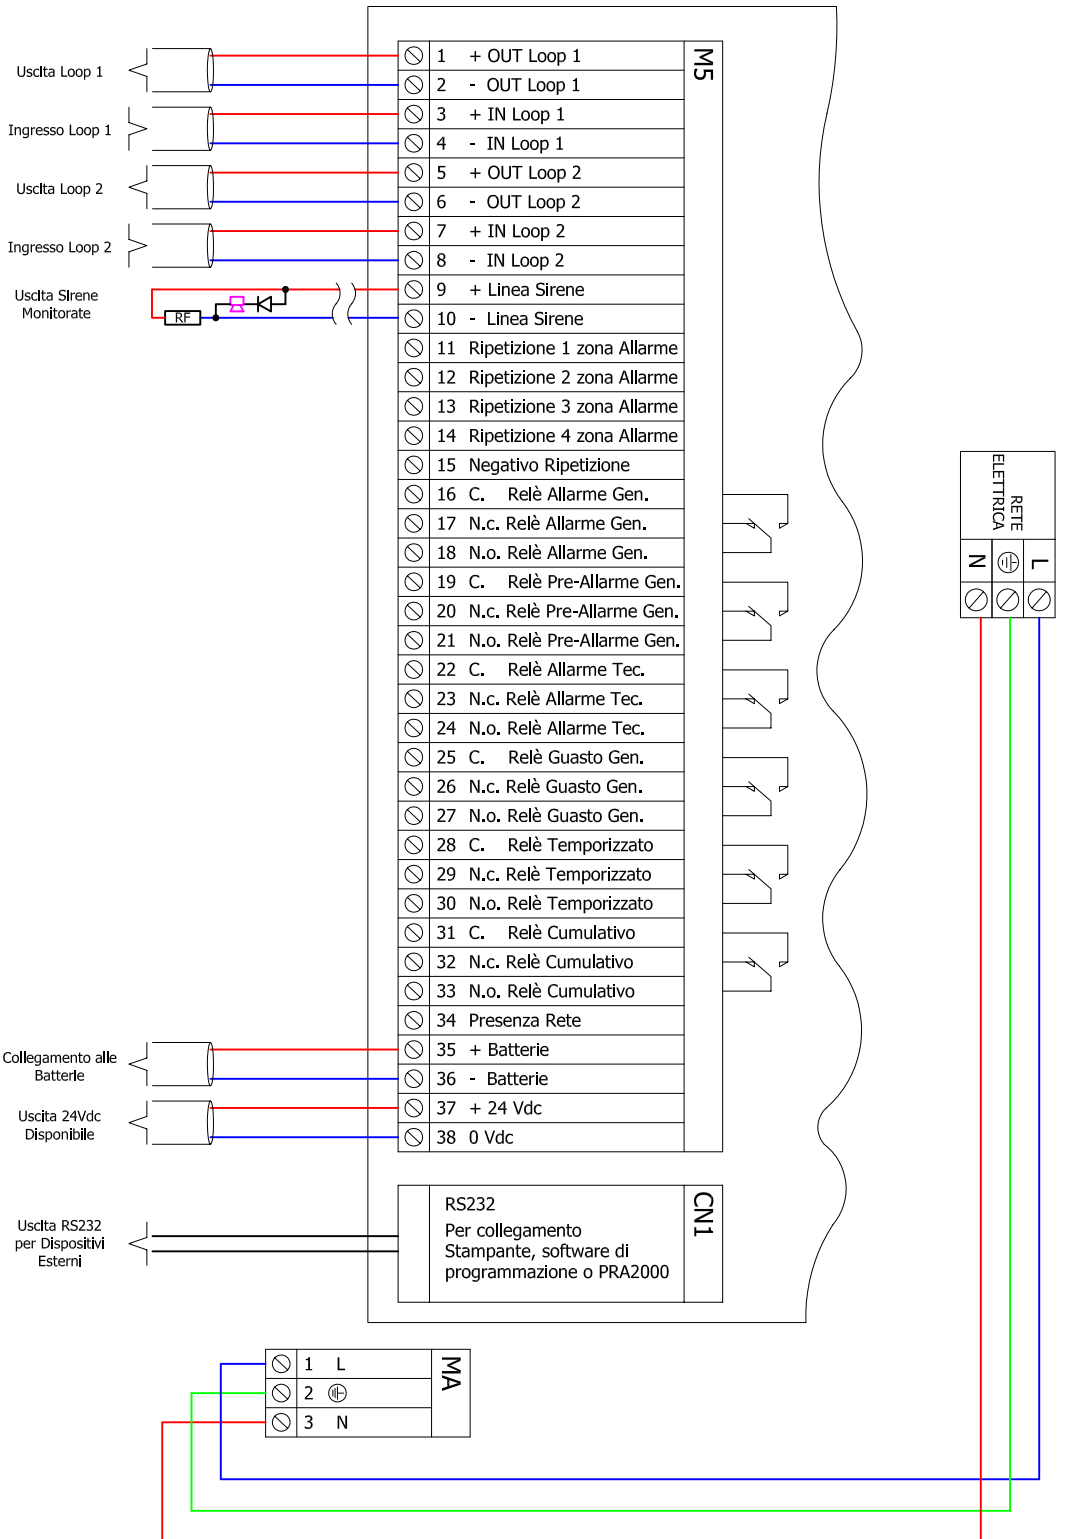 Uscita Loop 1
Ingresso Loop 1
Uscita Loop 2
Ingresso Loop 2
Uscita Sirene
Monitorate
RF
M5
1 + OUT Loop 1
2 - OUT Loop 1
3 + IN Loop 1
4 - IN Loop 1
5 + OUT Loop 2
6 - OUT Loop 2
7 + IN Loop 2
8 - IN Loop 2
9 + Linea Sirene
10 - Linea Sirene
11 Ripetizione 1 zona Allarme
12 Ripetizione 2 zona Allarme
13 Ripetizione 3 zona Allarme
14 Ripetizione 4 zona Allarme
15 Negativo Ripetizione
16 C. Relè Allarme Gen.
17 N.c. Relè Allarme Gen.
18 N.o. Relè Allarme Gen.
19 C. Relè Pre-Allarme Gen.
20 N.c. Relè Pre-Allarme Gen.
21 N.o. Relè Pre-Allarme Gen.
22 C. Relè Allarme Tec.
23 N.c. Relè Allarme Tec.
24 N.o. Relè Allarme Tec.
25 C. Relè Guasto Gen.
26 N.c. Relè Guasto Gen.
27 N.o. Relè Guasto Gen.
28 C. Relè Temporizzato
29 N.c. Relè Temporizzato
30 N.o. Relè Temporizzato
31 C. Relè Cumulativo
32 N.c. Relè Cumulativo
33 N.o. Relè Cumulativo
34 Presenza Rete
35 + Batterie
36 - Batterie
37 + 24 Vdc
38 0 Vdc
Collegamento alle
Batterie
Uscita 24Vdc
Disponibile
RETE
ELETTRICA
N
L
Uscita RS232
per Dispositivi
Esterni
CN1
RS232
Per collegamento
Stampante, software di
programmazione o PRA2000
MA
1 L
2
3 N